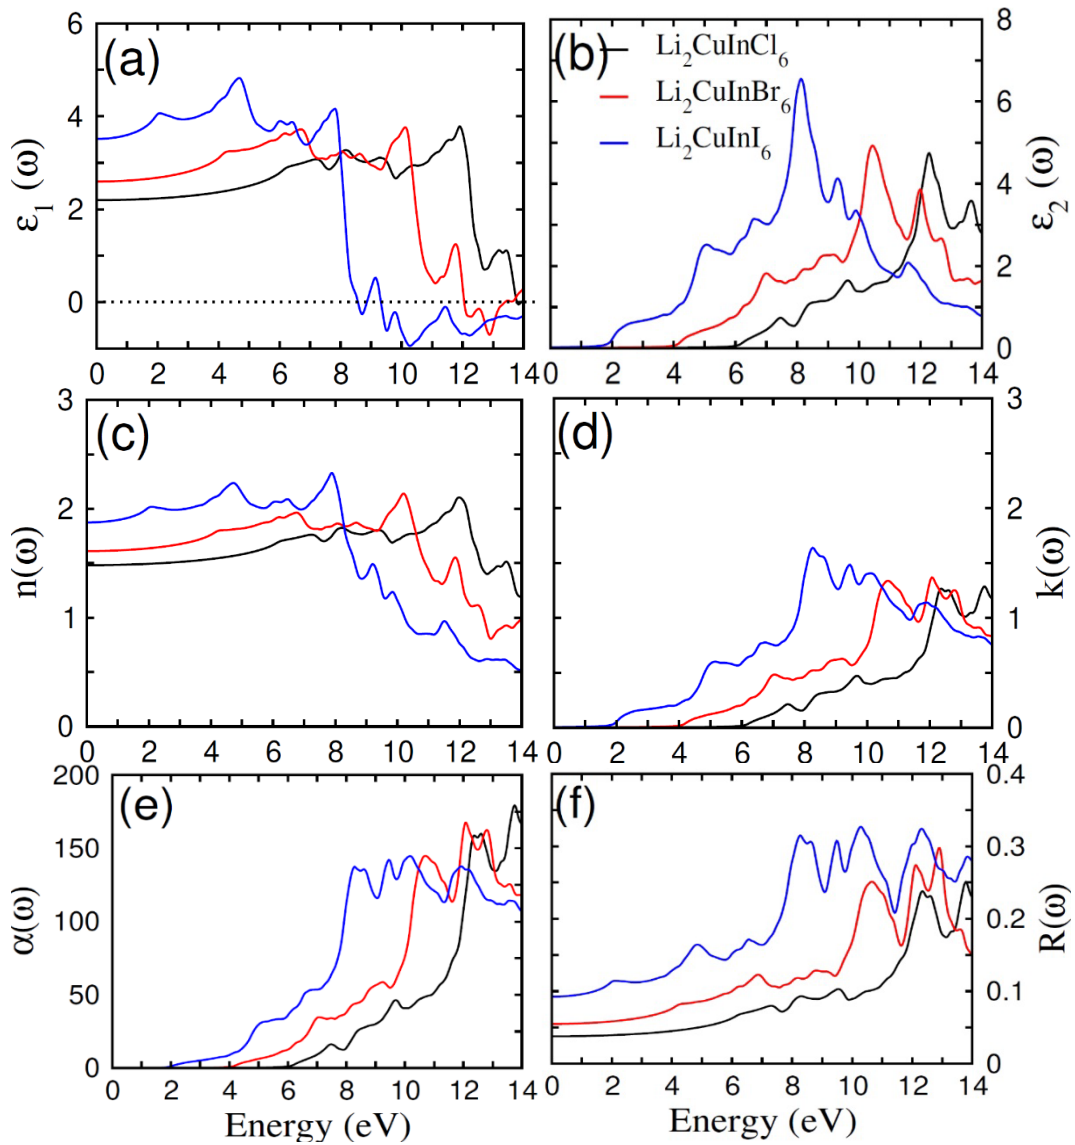 6
4
2
0
ε₁ (ω)
(a)
0 2 4 6 8 10 12 14
(b)
Li₂CuInCl₆
Li₂CuInBr₆
Li₂CuInI₆
8
6
4
2
0
ε₂ (ω)
0 2 4 6 8 10 12 14
3
2
1
0
n(ω)
(c)
0 2 4 6 8 10 12 14
(d)
3
2
1
0
k(ω)
0 2 4 6 8 10 12 14
200
150
100
50
0
α(ω)
(e)
0 2 4 6 8 10 12 14
Energy (eV)
(f)
0.4
0.3
0.2
0.1
0
R(ω)
0 2 4 6 8 10 12 14
Energy (eV)